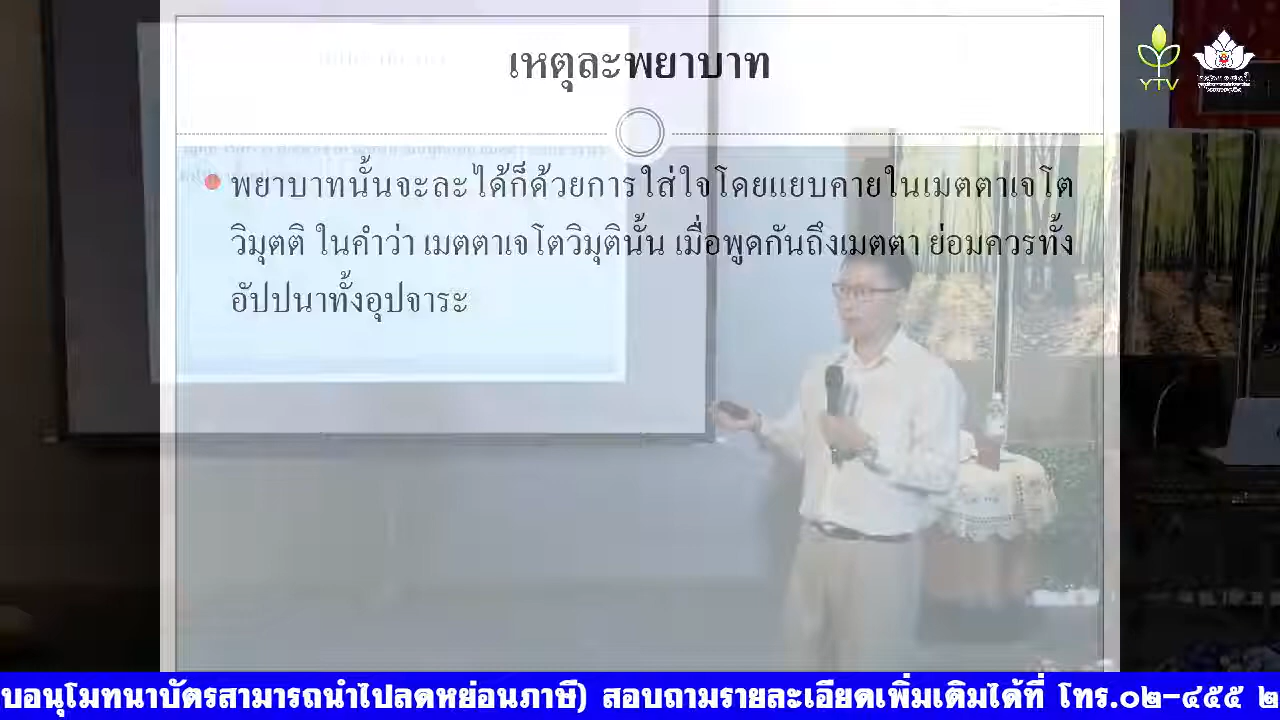 เหตุละพยาบาท
YTV
พยาบาทนั้นจะละได้ก็ด้วยการใส่ใจโดยแยบคายในเมตตาเจโต
วิมุตติ ในคำว่า เมตตาเจโตวิมุตินั้น เมื่อพูดกันถึงเมตตา ย่อมควรทั้ง
อัปปนาทั้งอุปจาระ
บอนุโมทนาบัตรสามารถนำไปลดหย่อนภาษี) สอบถามรายละเอียดเพิ่มเติมได้ที่ โทร.๐๒-๔๕๕ ๒